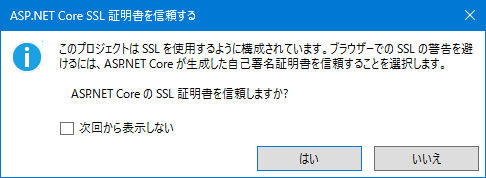 ASP.NET Core SSL 証明書を信頼する
このプロジェクトは SSL を使用するように構成されています。ブラウザーでの SSL の警告を避
けるには、ASP.NET Core が生成した自己署名証明書を信頼することを選択します。
ASP.NET Core の SSL 証明書を信頼しますか?
次回から表示しない
はい
いいえ